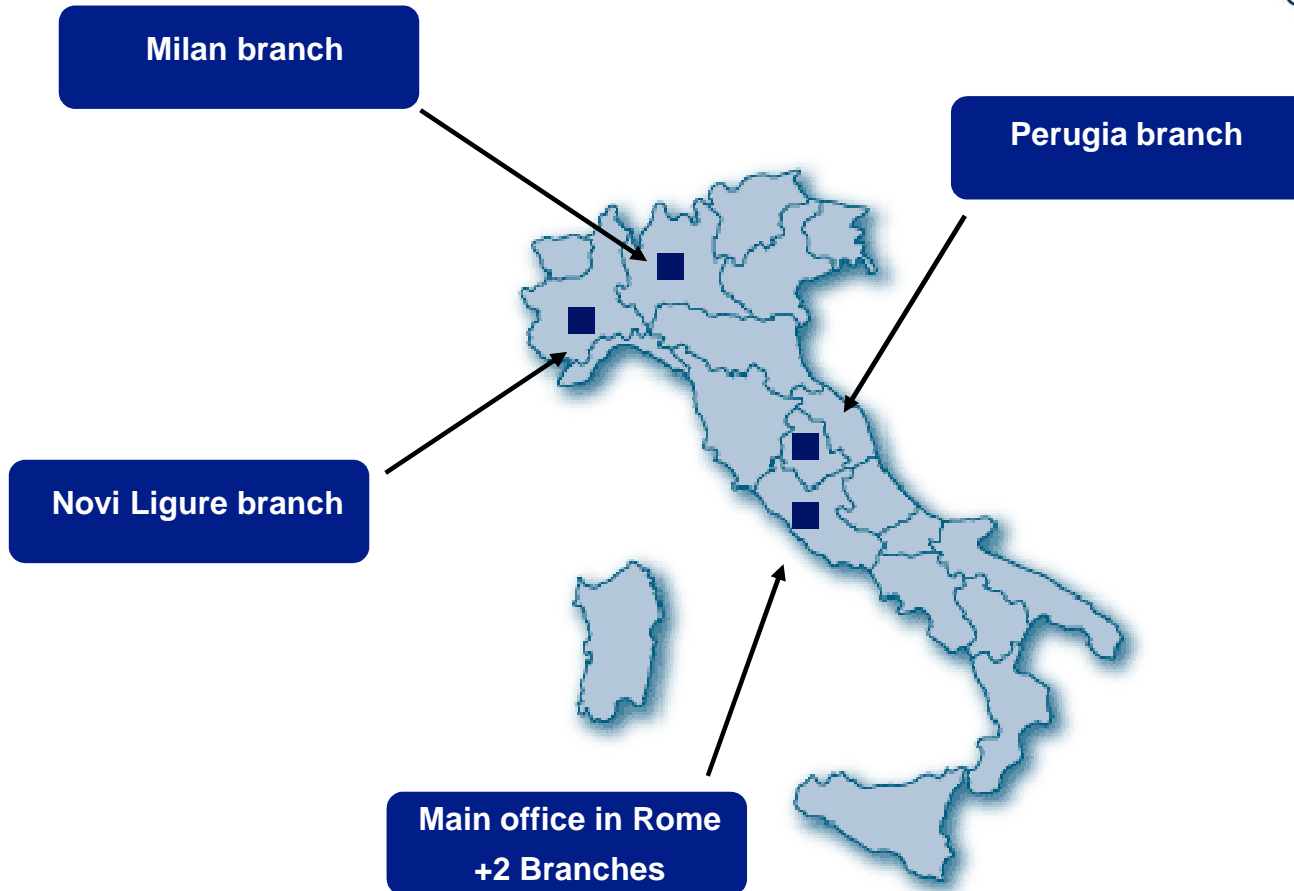 Milan branch
Perugia branch
Novi Ligure branch
Main office in Rome
+2 Branches